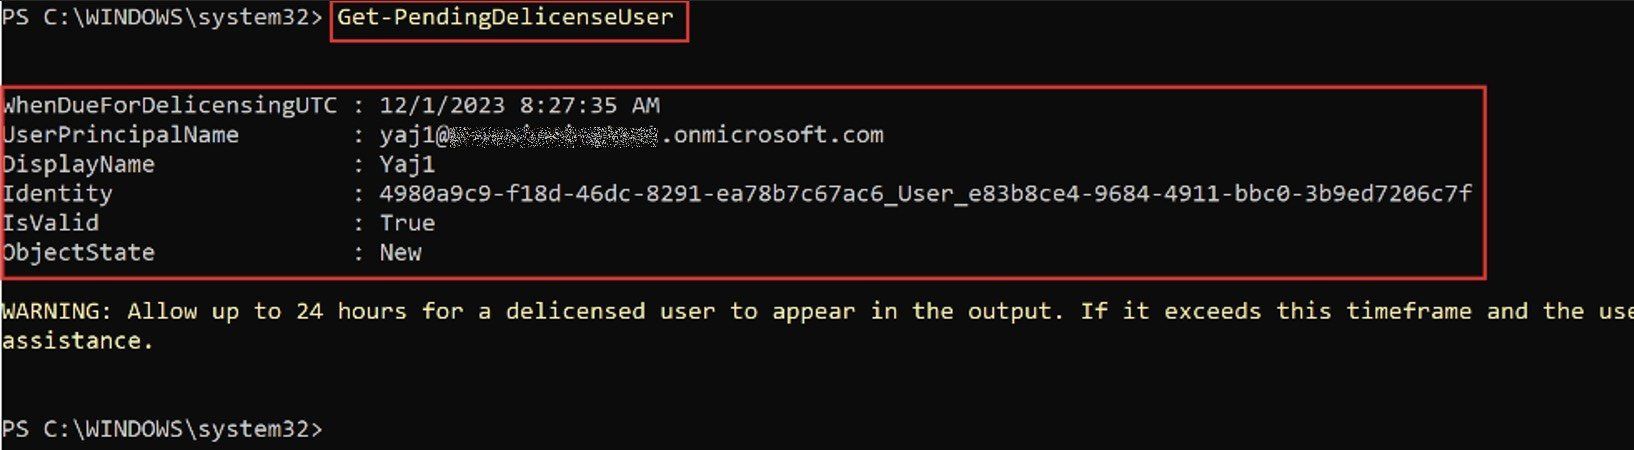 PS C:\WINDOWS\system32> Get-PendingDelicenseUser
WhenDueForDelicensingUTC : 12/1/2023 8:27:35 AM
UserPrincipalName : yaj1@ .onmicrosoft.com
DisplayName : Yaj1
Identity : 4980a9c9-f18d-46dc-8291-ea78b7c67ac6_User_e83b8ce4-9684-4911-bbc0-3b9ed7206c7f
IsValid : True
ObjectState : New
WARNING: Allow up to 24 hours for a delicensed user to appear in the output. If it exceeds this timeframe and the use
assistance.
PS C:\WINDOWS\system32>